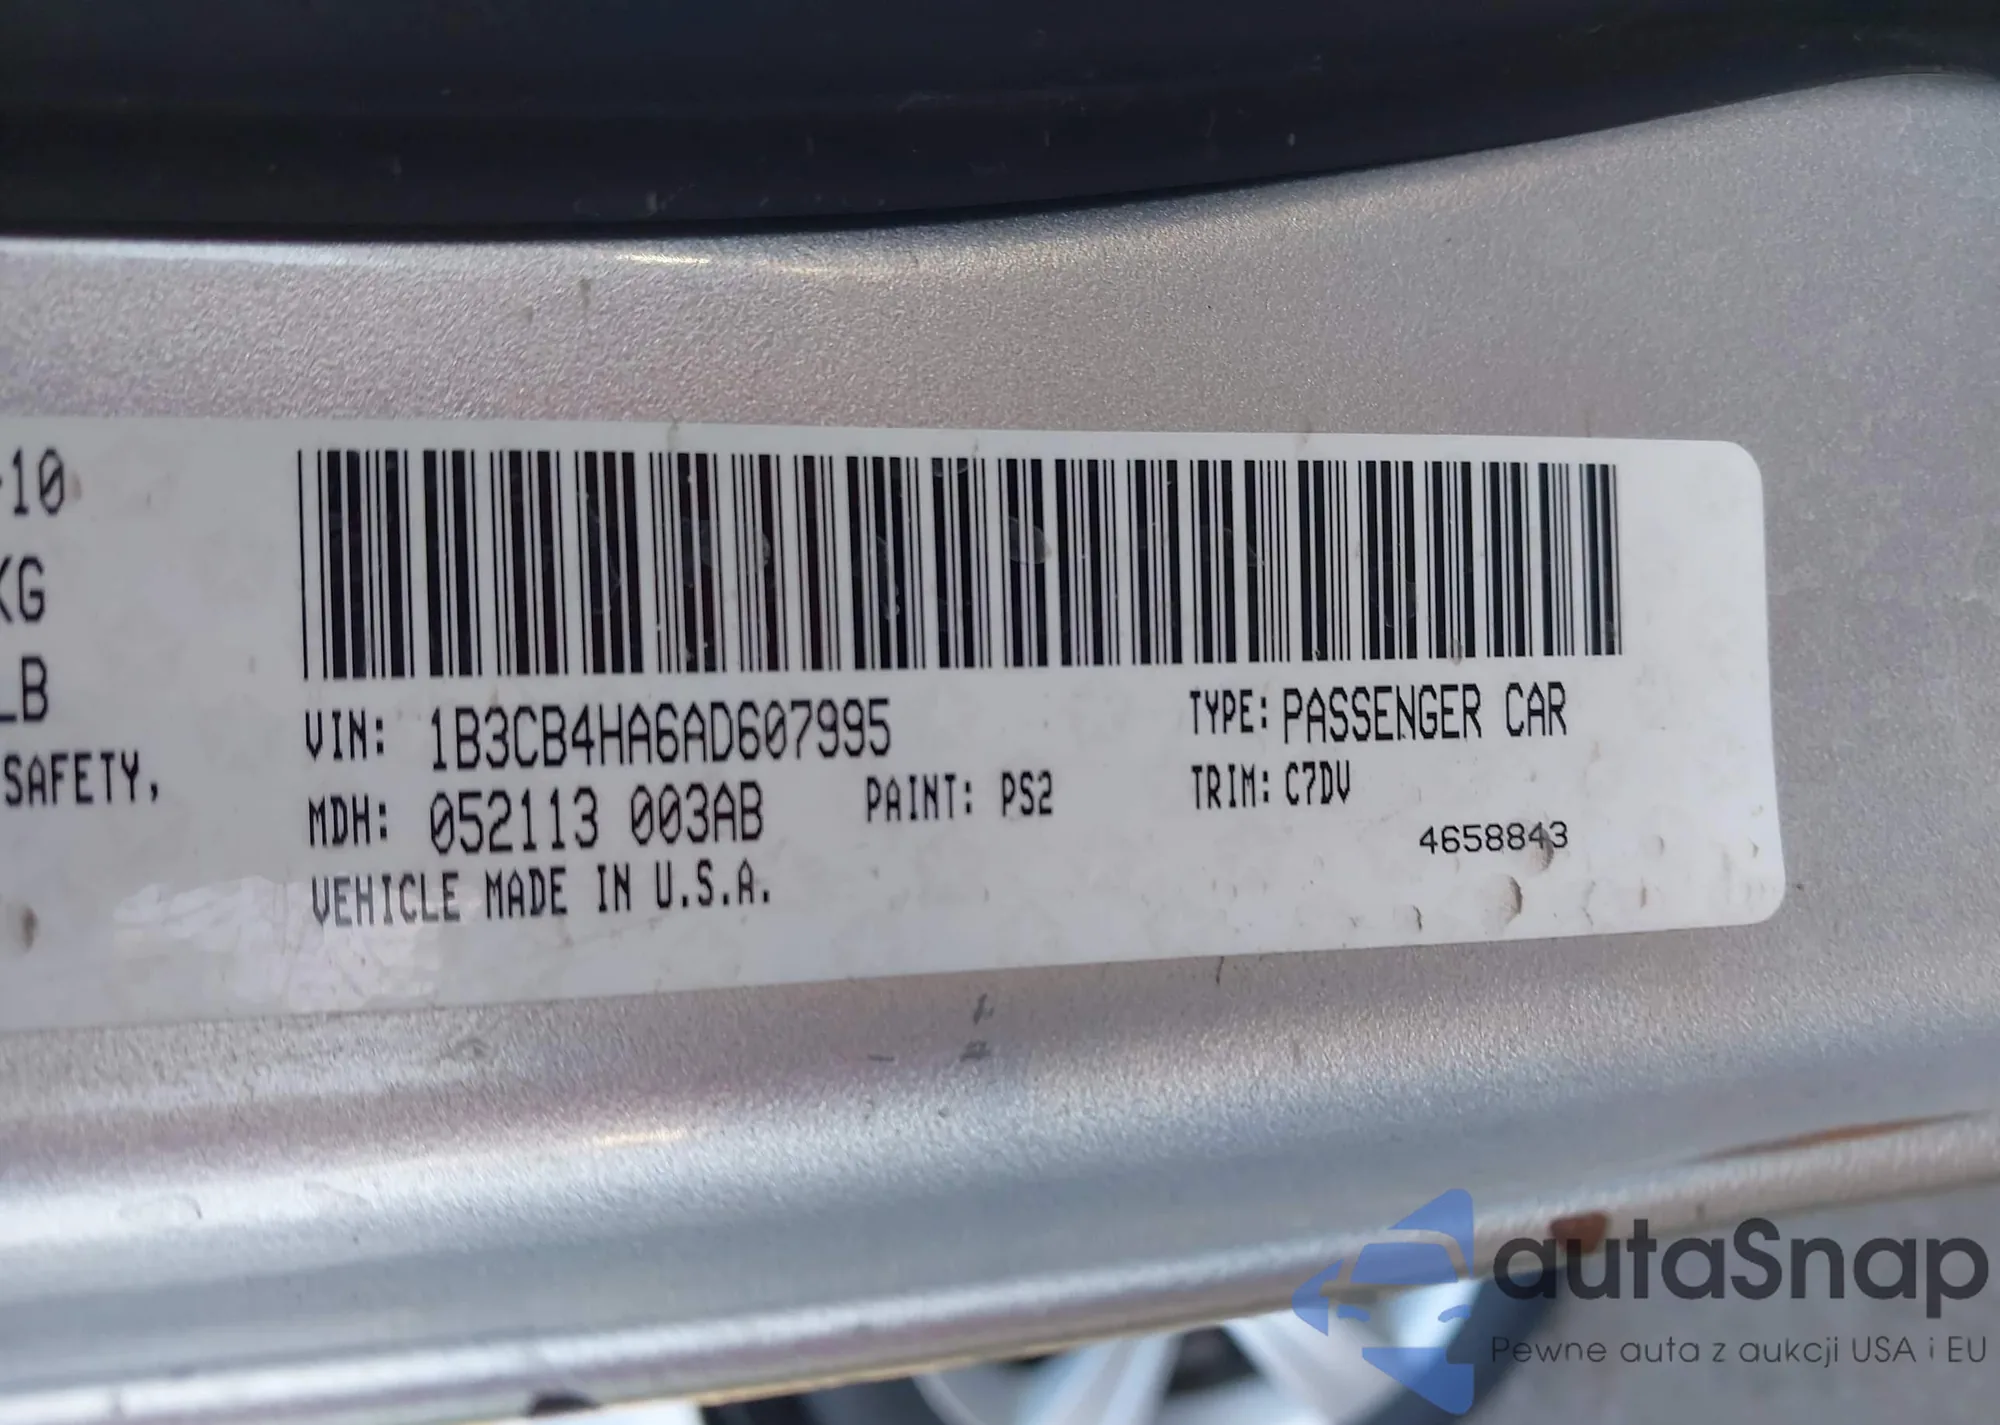 -10
KG
LB
SAFETY,
VIN: 1B3CB4HA6AD607995
TYPE: PASSENGER CAR
MDH: 052113 003AB
PAINT: PS2
TRIM: C7DV
VEHICLE MADE IN U.S.A.
4658843
autaSnap
Pewne auta z aukcji USA i EU